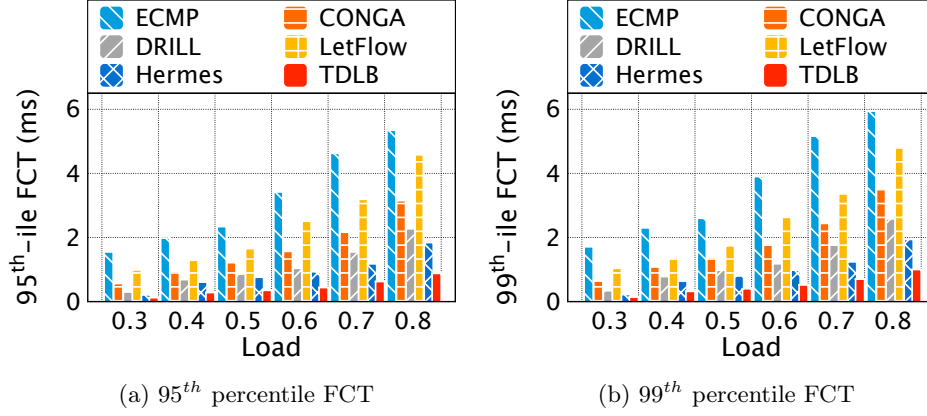 ECMP CONGA
DRILL LetFlow
Hermes TDLB
95th-ile FCT (ms)
6
4
2
0
0.3 0.4 0.5 0.6 0.7 0.8
Load
(a) 95th percentile FCT
ECMP CONGA
DRILL LetFlow
Hermes TDLB
99th-ile FCT (ms)
6
4
2
0
0.3 0.4 0.5 0.6 0.7 0.8
Load
(b) 99th percentile FCT